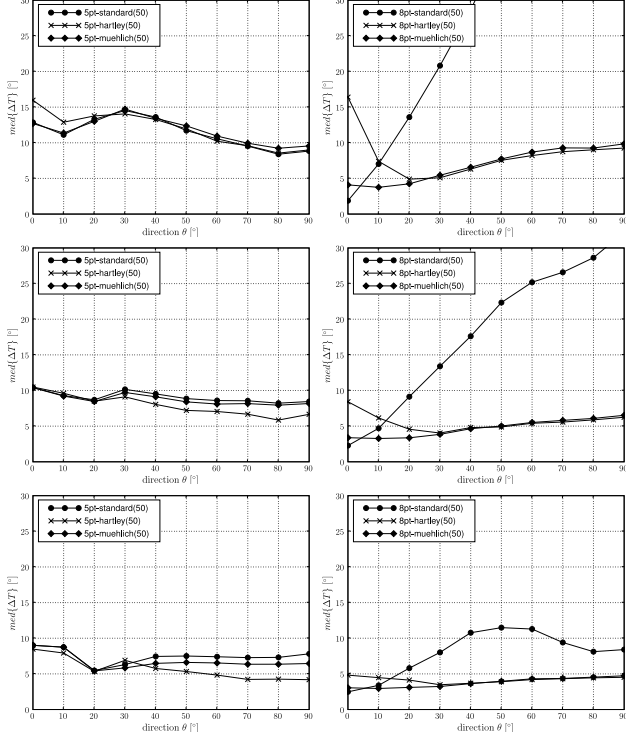 5pt-standard(50)
5pt-hartley(50)
5pt-muehlich(50)
med{ΔT} [°]
25
20
15
10
5
0
0 10 20 30 40 50 60 70 80 90
direction θ [°]
8pt-standard(50)
8pt-hartley(50)
8pt-muehlich(50)
med{ΔT} [°]
25
20
15
10
5
0
0 10 20 30 40 50 60 70 80 90
direction θ [°]
5pt-standard(50)
5pt-hartley(50)
5pt-muehlich(50)
med{ΔT} [°]
30
25
20
15
10
5
0
0 10 20 30 40 50 60 70 80 90
direction θ [°]
8pt-standard(50)
8pt-hartley(50)
8pt-muehlich(50)
med{ΔT} [°]
30
25
20
15
10
5
0
0 10 20 30 40 50 60 70 80 90
direction θ [°]
5pt-standard(50)
5pt-hartley(50)
5pt-muehlich(50)
med{ΔT} [°]
30
25
20
15
10
5
0
0 10 20 30 40 50 60 70 80 90
direction θ [°]
8pt-standard(50)
8pt-hartley(50)
8pt-muehlich(50)
med{ΔT} [°]
30
25
20
15
10
5
0
0 10 20 30 40 50 60 70 80 90
direction θ [°]